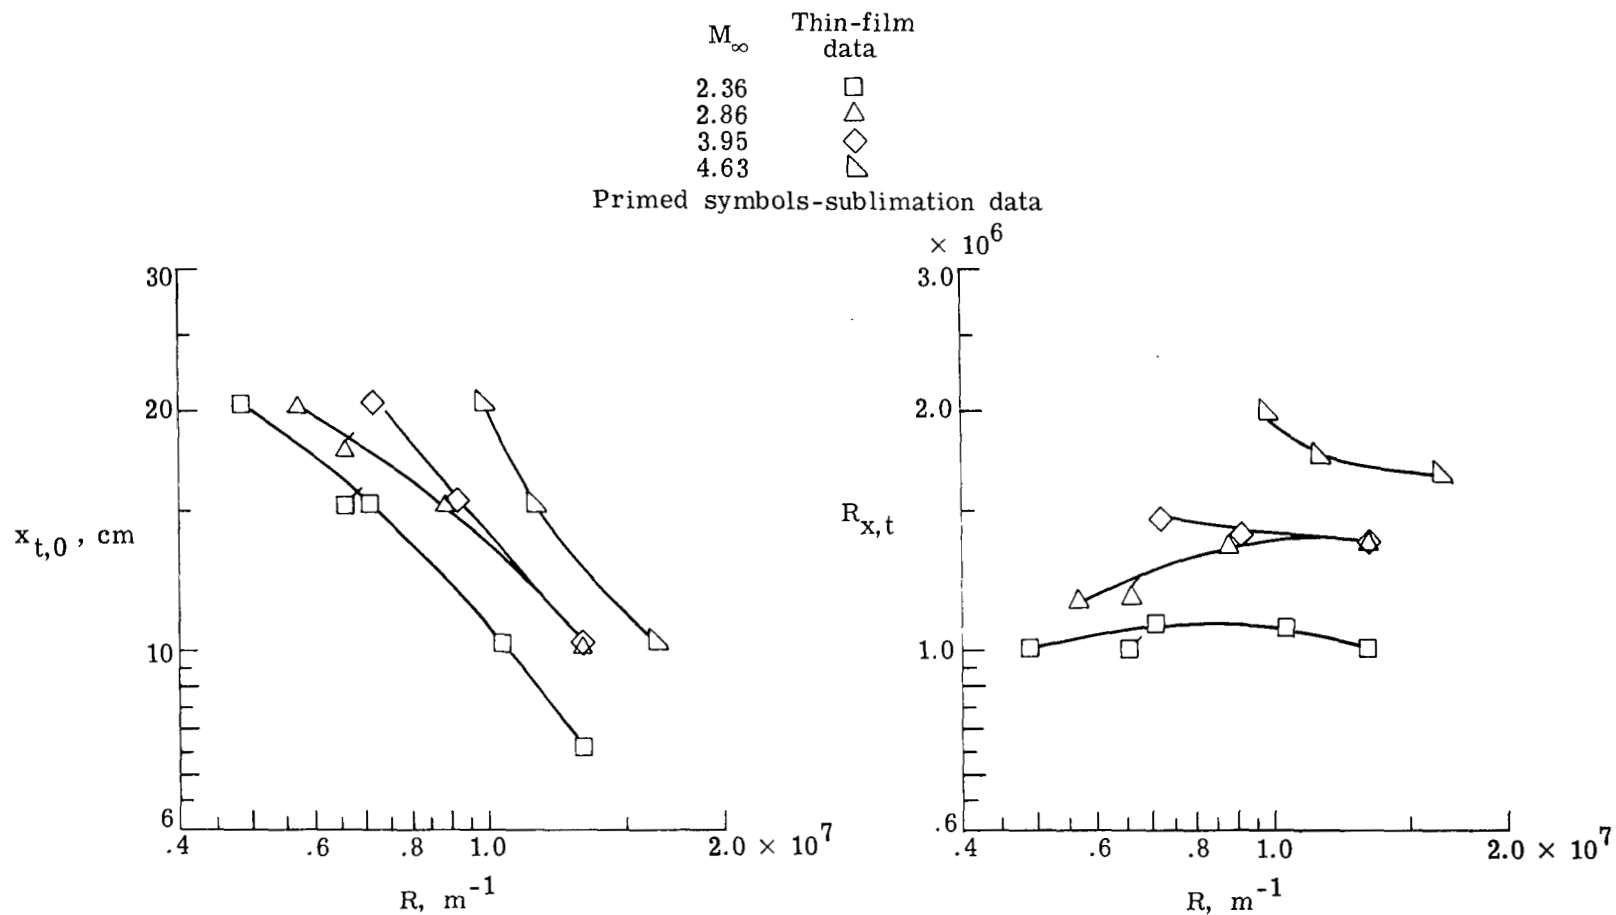 M∞ Thin-film data
2.36 □
2.86 △
3.95 ◇
4.63 ◺
Primed symbols-sublimation data
30
20
10
6
x_{t,0}, cm
.4 .6 .8 1.0 2.0 × 10^7
R, m^{-1}
× 10^6
3.0
2.0
1.0
.6
R_{x,t}
.4 .6 .8 1.0 2.0 × 10^7
R, m^{-1}